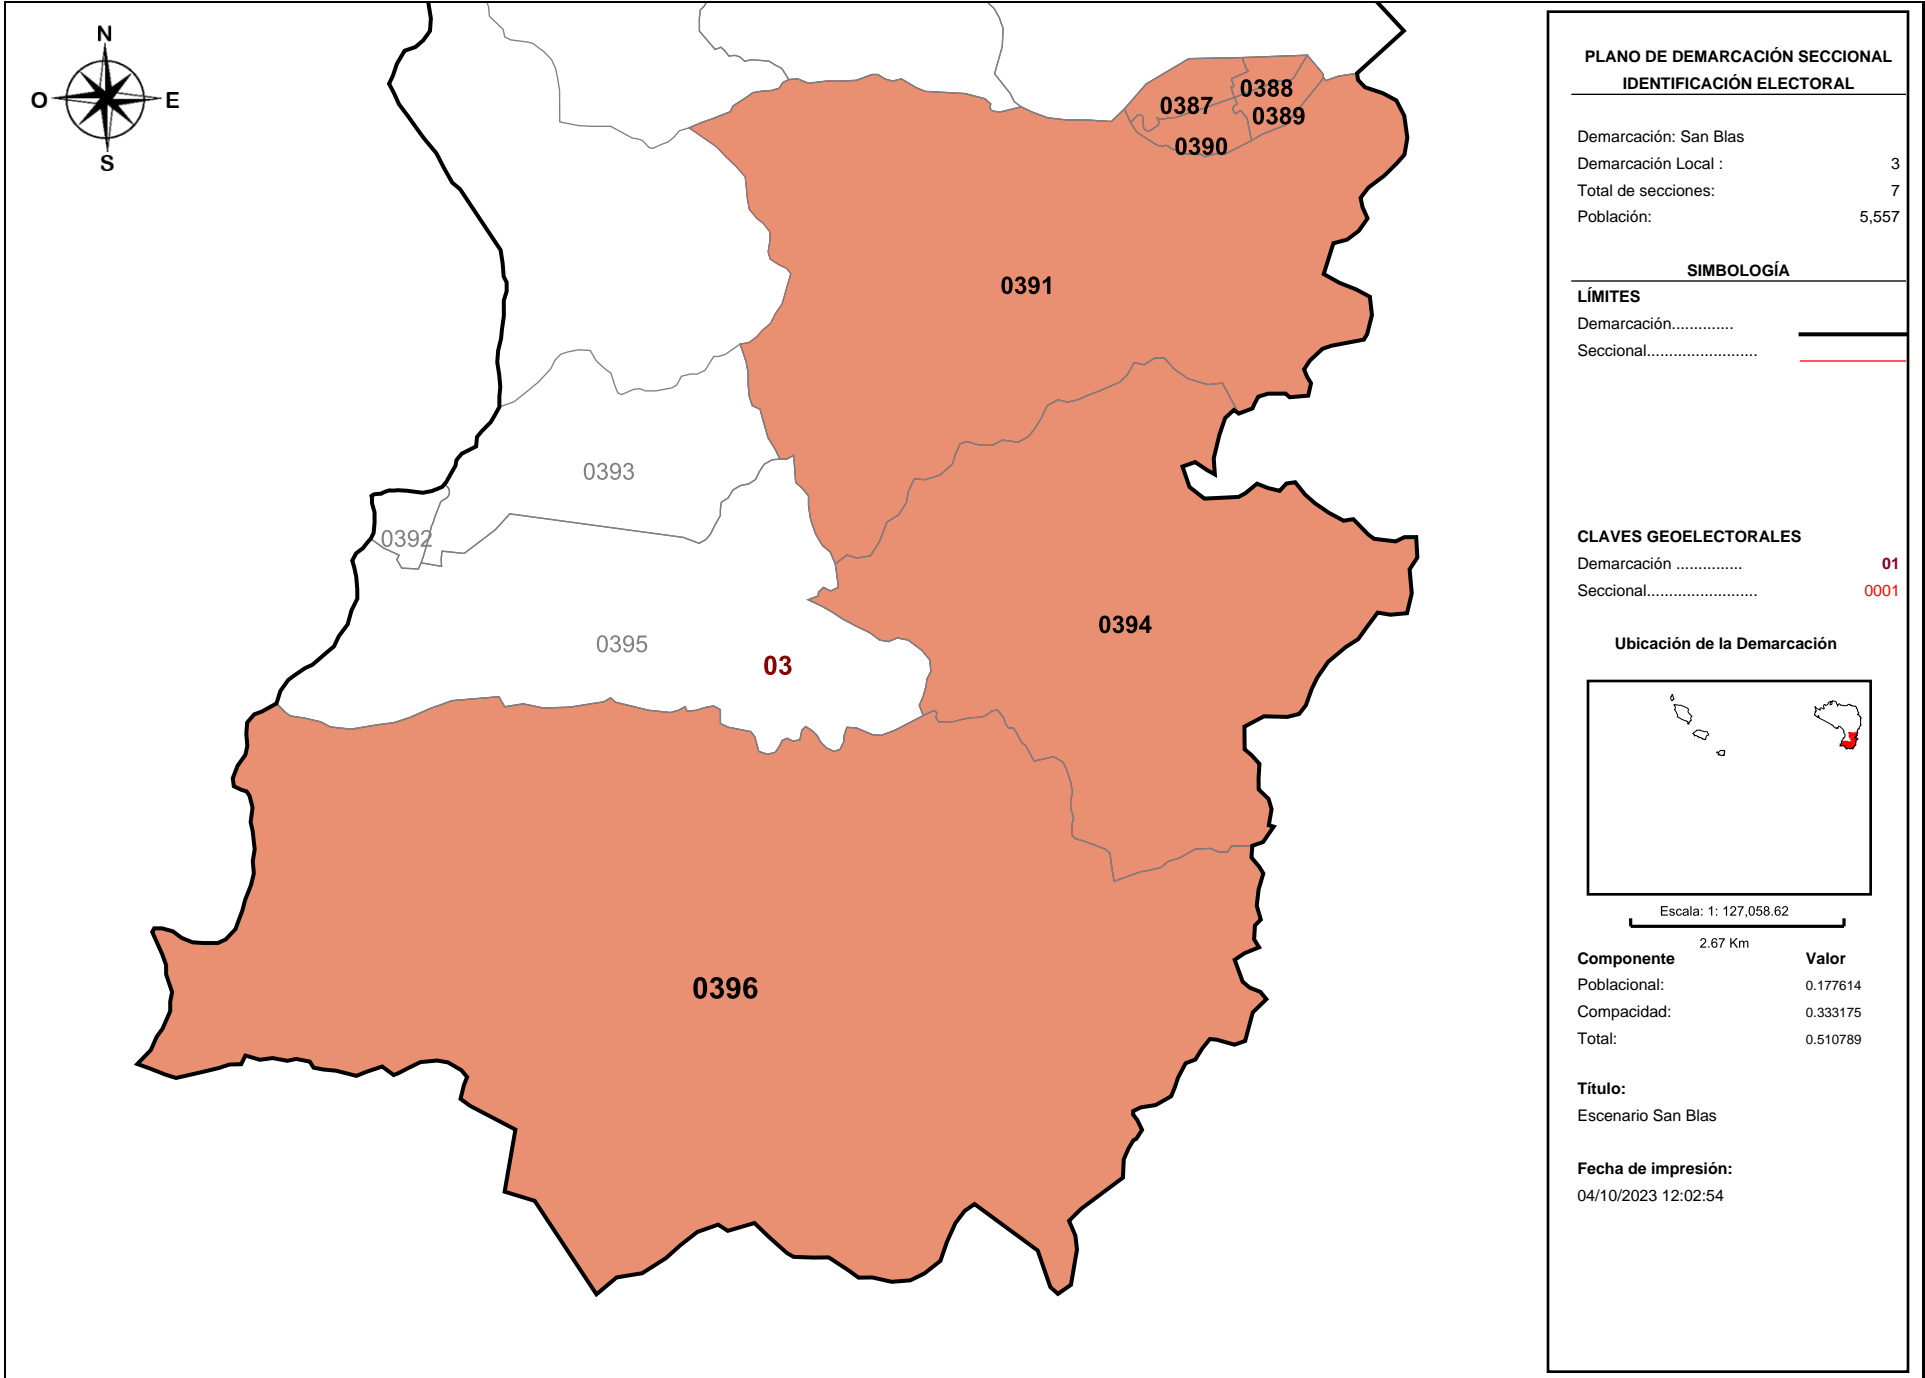 N
O
E
S
0387
0388
0389
0390
0391
0393
0392
0394
0395
03
0396
PLANO DE DEMARCACIÓN SECCIONAL
IDENTIFICACIÓN ELECTORAL
Demarcación: San Blas
Demarcación Local : 3
Total de secciones: 7
Población: 5,557
SIMBOLOGÍA
LÍMITES
Demarcación..............
Seccional.........................
CLAVES GEOELECTORALES
Demarcación ............... 01
Seccional......................... 0001
Ubicación de la Demarcación
Escala: 1: 127,058.62
2.67 Km
Componente Valor
Poblacional: 0.177614
Compacidad: 0.333175
Total: 0.510789
Título:
Escenario San Blas
Fecha de impresión:
04/10/2023 12:02:54